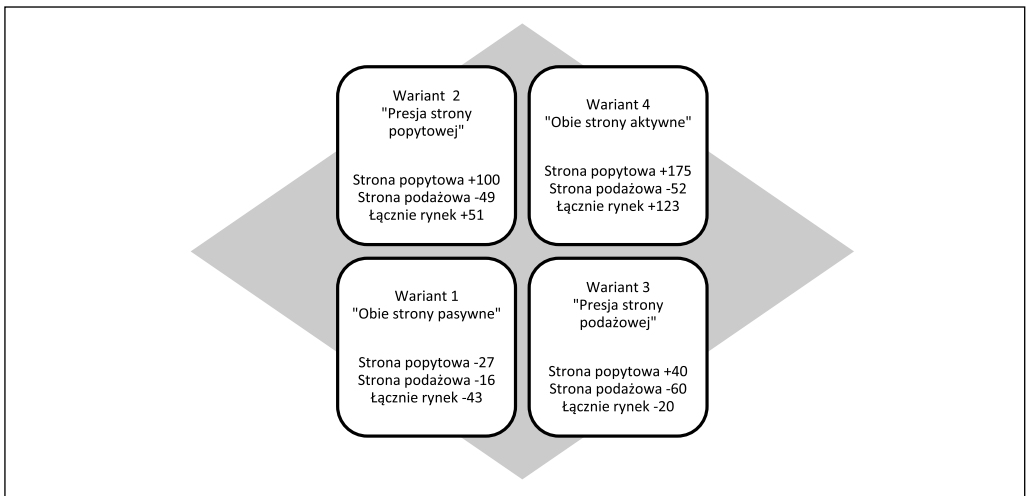 Wariant 2
"Presja strony
popytowej"
Strona popytowa +100
Strona podażowa -49
Łącznie rynek +51
Wariant 4
"Obie strony aktywne"
Strona popytowa +175
Strona podażowa -52
Łącznie rynek +123
Wariant 1
"Obie strony pasywne"
Strona popytowa -27
Strona podażowa -16
Łącznie rynek -43
Wariant 3
"Presja strony
podażowej"
Strona popytowa +40
Strona podażowa -60
Łącznie rynek -20